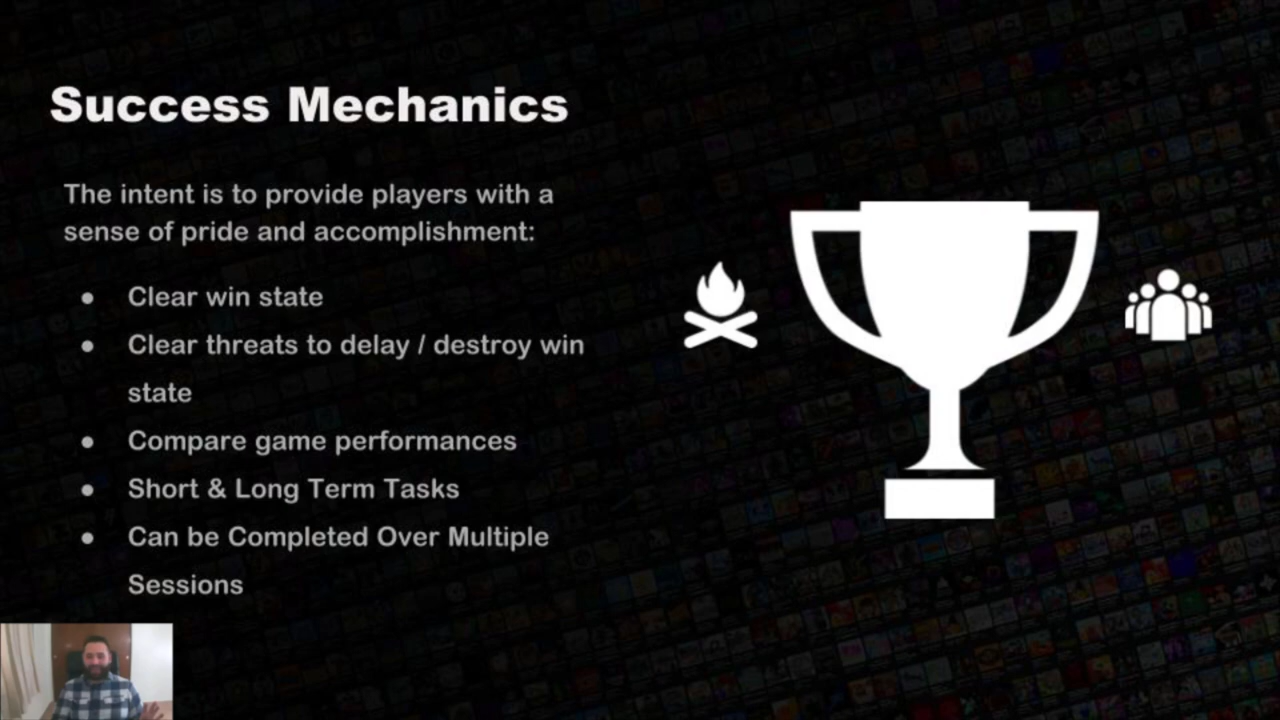 Success Mechanics
The intent is to provide players with a
sense of pride and accomplishment:
● Clear win state
● Clear threats to delay / destroy win
state
● Compare game performances
● Short & Long Term Tasks
● Can be Completed Over Multiple
Sessions